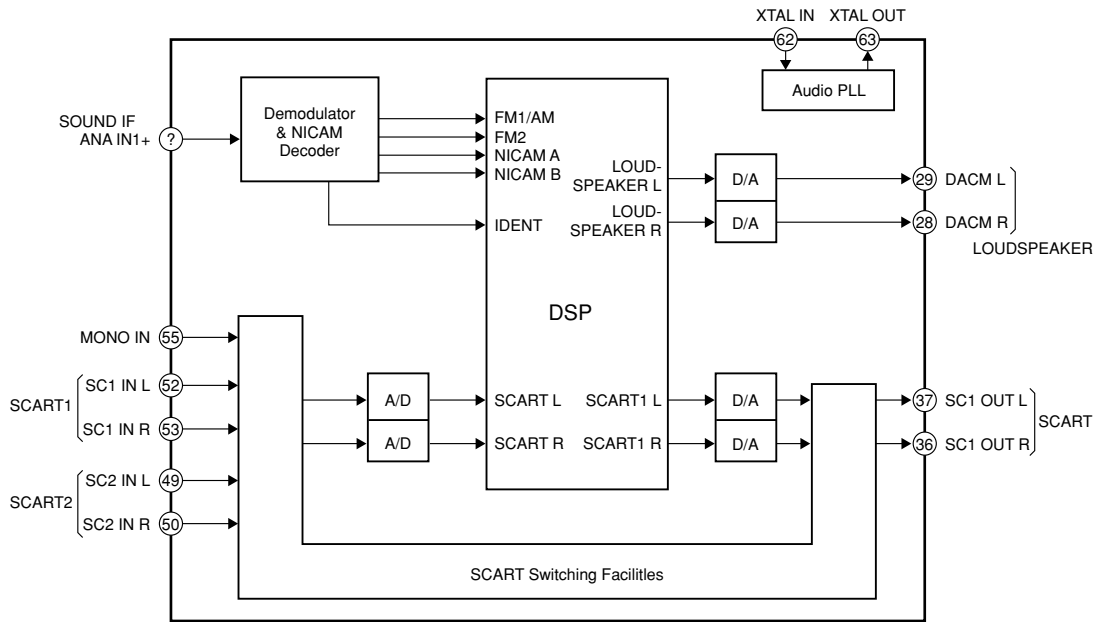 XTAL IN XTAL OUT
62 63
Audio PLL
SOUND IF
ANA IN1+
?
Demodulator
& NICAM
Decoder
FM1/AM
FM2
NICAM A
NICAM B
IDENT
LOUD-
SPEAKER L
LOUD-
SPEAKER R
D/A
D/A
29 DACM L
28 DACM R
LOUDSPEAKER
DSP
MONO IN 55
SCART1
SC1 IN L 52
SC1 IN R 53
SCART2
SC2 IN L 49
SC2 IN R 50
A/D
A/D
SCART L
SCART R
SCART1 L
SCART1 R
D/A
D/A
37 SC1 OUT L
36 SC1 OUT R
SCART
SCART Switching Facilitles